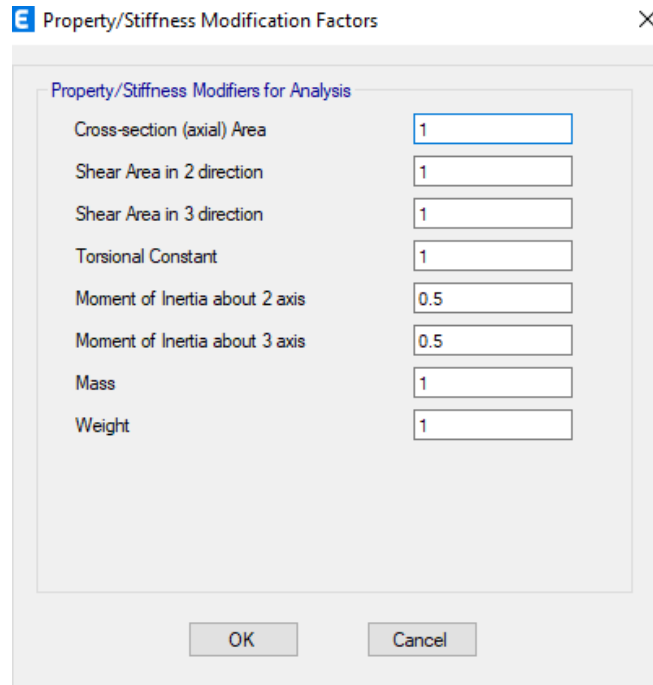 E Property/Stiffness Modification Factors
Property/Stiffness Modifiers for Analysis
Cross-section (axial) Area 1
Shear Area in 2 direction 1
Shear Area in 3 direction 1
Torsional Constant 1
Moment of Inertia about 2 axis 0.5
Moment of Inertia about 3 axis 0.5
Mass 1
Weight 1
OK Cancel